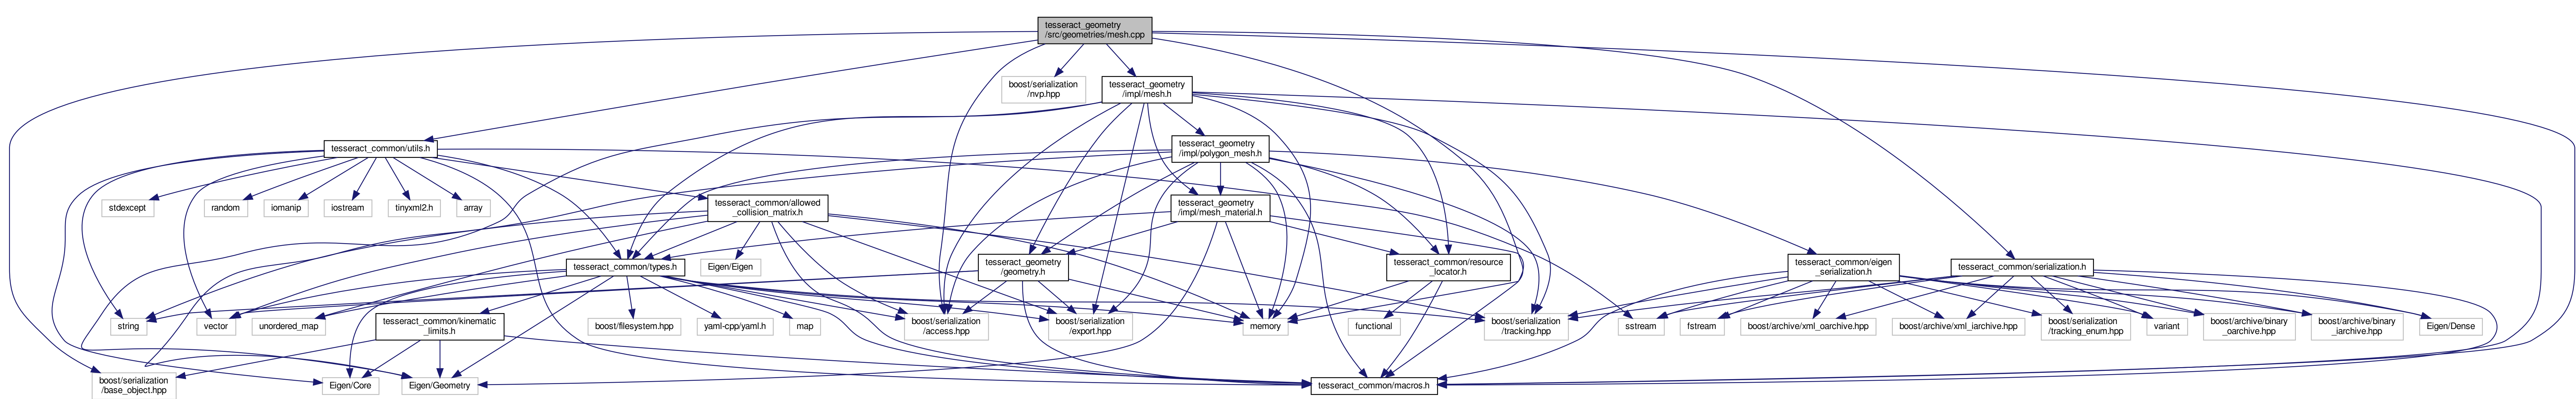 tesseract_geometry
/src/geometries/mesh.cpp
boost/serialization
/nvp.hpp
tesseract_geometry
/impl/mesh.h
tesseract_common/utils.h
tesseract_geometry
/impl/polygon_mesh.h
stdexcept
random
iomanip
iostream
tinyxml2.h
array
tesseract_common/allowed
_collision_matrix.h
tesseract_geometry
/impl/mesh_material.h
tesseract_common/types.h
Eigen/Eigen
tesseract_geometry
/geometry.h
tesseract_common/resource
_locator.h
tesseract_common/eigen
_serialization.h
tesseract_common/serialization.h
string
vector
unordered_map
tesseract_common/kinematic
_limits.h
boost/filesystem.hpp
yaml-cpp/yaml.h
map
boost/serialization
/access.hpp
boost/serialization
/export.hpp
memory
functional
boost/serialization
/tracking.hpp
sstream
fstream
boost/archive/xml_oarchive.hpp
boost/archive/xml_iarchive.hpp
boost/serialization
/tracking_enum.hpp
variant
boost/archive/binary
_oarchive.hpp
boost/archive/binary
_iarchive.hpp
Eigen/Dense
boost/serialization
/base_object.hpp
Eigen/Core
Eigen/Geometry
tesseract_common/macros.h